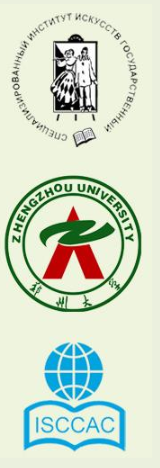 СПЕЦИАЛИЗИРОВАННЫЙ ИНСТИТУТ ИСКУССТВ ГОСУДАРСТВЕННЫЙ
ZHENGZHOU UNIVERSITY
郑州大学
ISCCAC